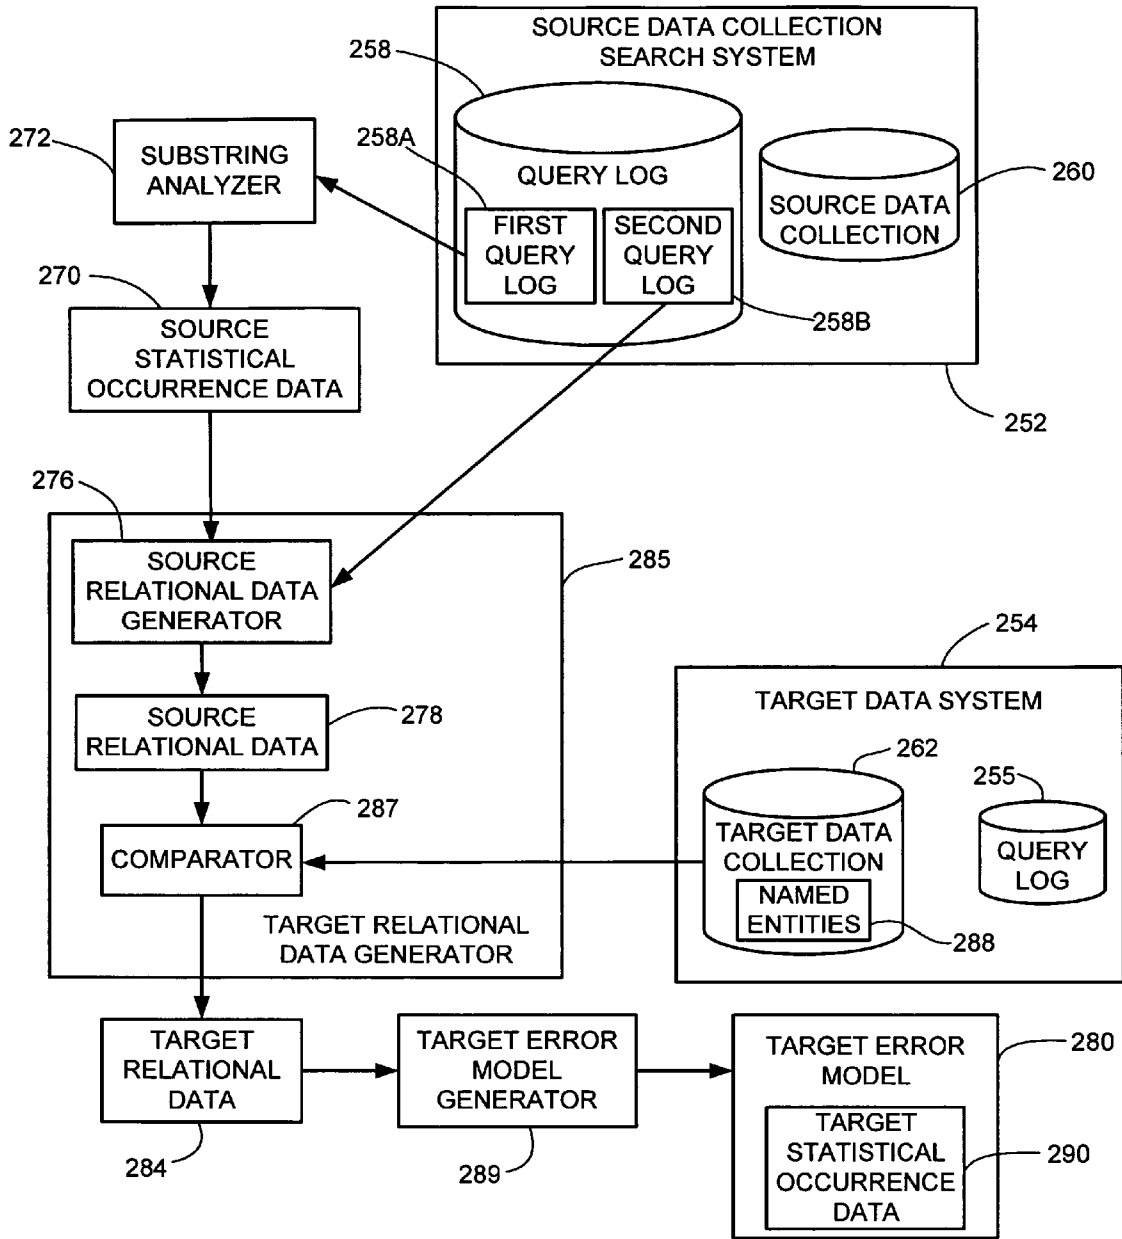 SOURCE DATA COLLECTION
SEARCH SYSTEM
258
258A
QUERY LOG
FIRST
QUERY
LOG
SECOND
QUERY
LOG
258B
SOURCE DATA
COLLECTION
260
252
272
SUBSTRING
ANALYZER
270
SOURCE
STATISTICAL
OCCURRENCE DATA
276
SOURCE
RELATIONAL DATA
GENERATOR
285
SOURCE
RELATIONAL DATA
278
287
COMPARATOR
TARGET RELATIONAL
DATA GENERATOR
254
TARGET DATA SYSTEM
262
TARGET DATA
COLLECTION
NAMED
ENTITIES
288
255
QUERY
LOG
TARGET
RELATIONAL
DATA
284
TARGET ERROR
MODEL
GENERATOR
289
TARGET ERROR
MODEL
280
TARGET
STATISTICAL
OCCURRENCE
DATA
290